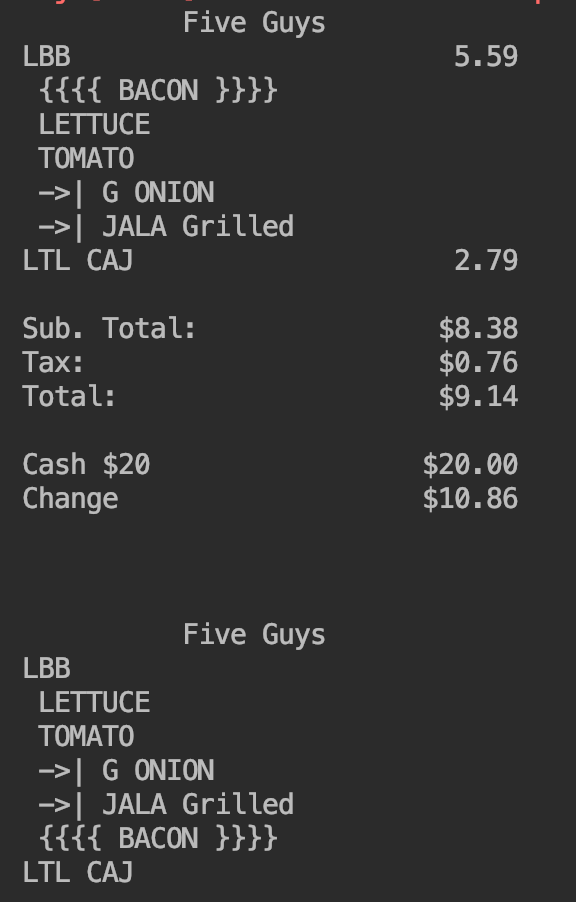 Five Guys
LBB 5.59
{{{{ BACON }}}}
LETTUCE
TOMATO
->| G ONION
->| JALA Grilled
LTL CAJ 2.79
Sub. Total: $8.38
Tax: $0.76
Total: $9.14
Cash $20 $20.00
Change $10.86
Five Guys
LBB
LETTUCE
TOMATO
->| G ONION
->| JALA Grilled
{{{{ BACON }}}}
LTL CAJ